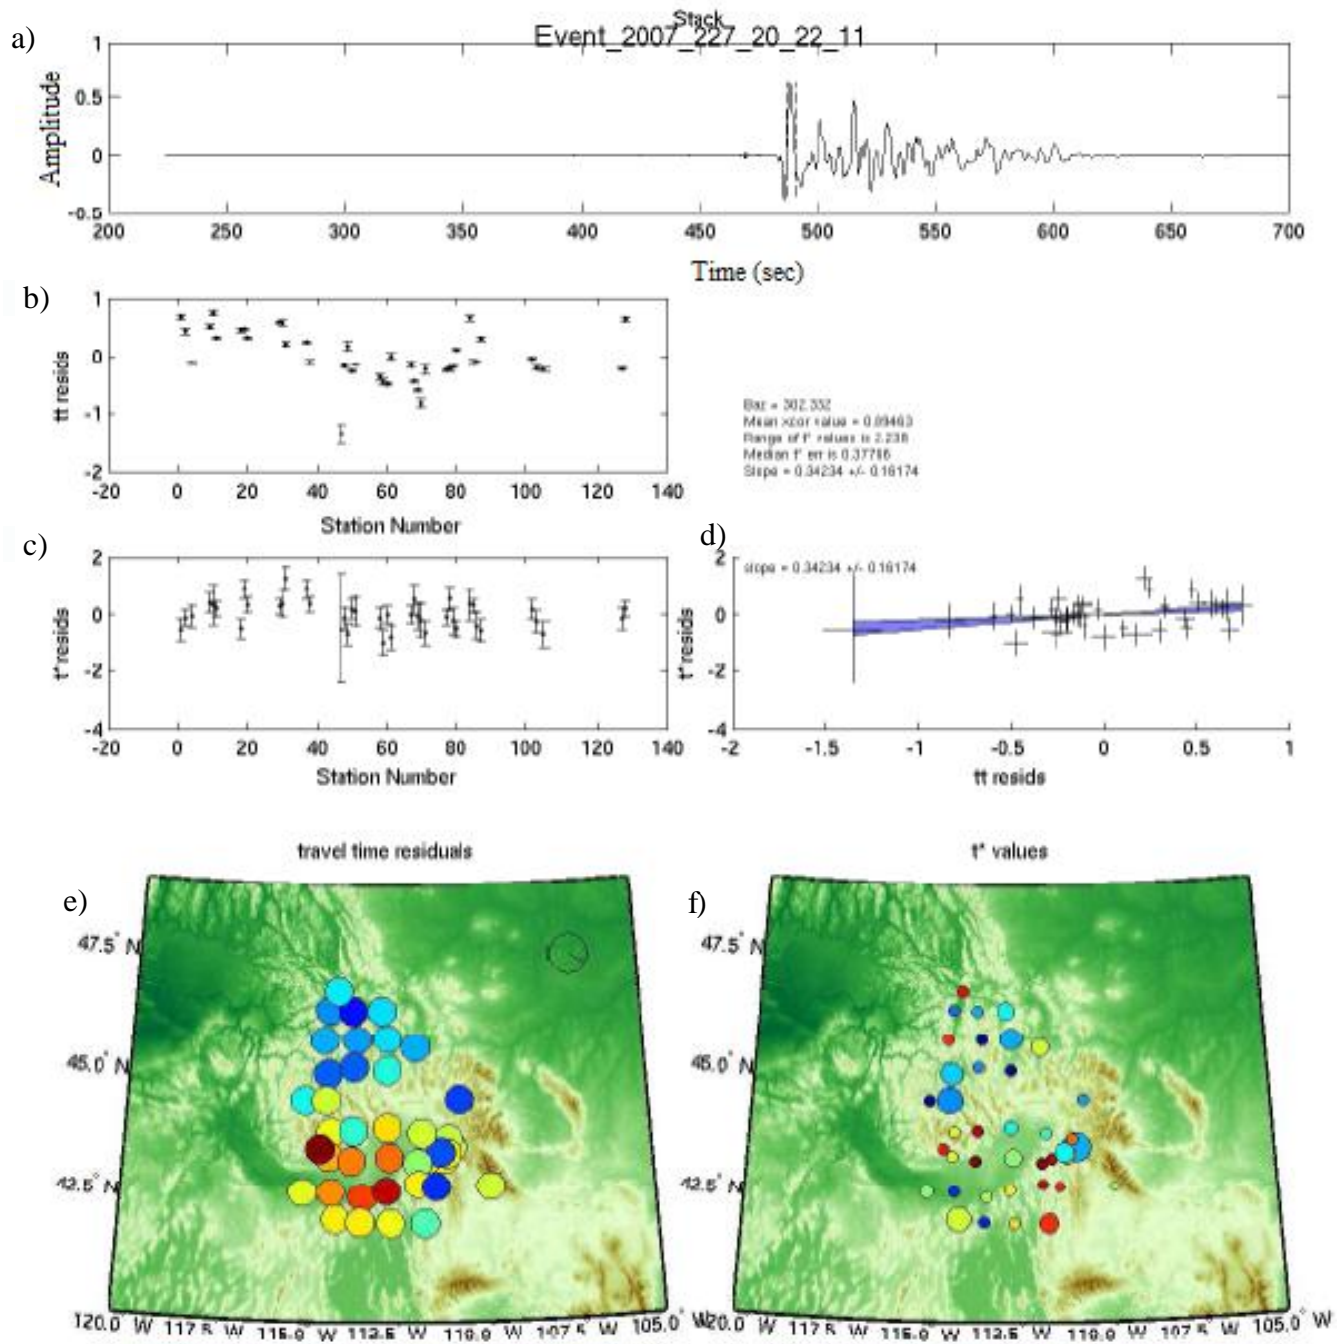 a)
Stack
Event_2007_227_20_22_11
Amplitude
1
0.5
0
-0.5
200 250 300 350 400 450 500 550 600 650 700
Time (sec)
b)
tt resids
1
0
-1
-2
-20 0 20 40 60 80 100 120 140
Station Number
Baz = 302.332
Mean xcor value = 0.89463
Range of t* values is 2.238
Median t* err is 0.37786
Slope = 0.34234 +/- 0.16174
c)
t* resids
2
0
-2
-4
-20 0 20 40 60 80 100 120 140
Station Number
d)
slope = 0.34234 +/- 0.16174
t* resids
2
0
-2
-4
-2 -1.5 -1 -0.5 0 0.5 1
tt resids
travel time residuals
e)
47.5° N
45.0° N
42.5° N
120.0 W 117.5 W 115.0 W 112.5 W 110.0 W 107.5 W 105.0 ° W
t* values
f)
47.5° N
45.0° N
42.5° N
120.0 W 117.5 W 115.0 W 112.5 W 110.0 W 107.5 W 105.0 ° W